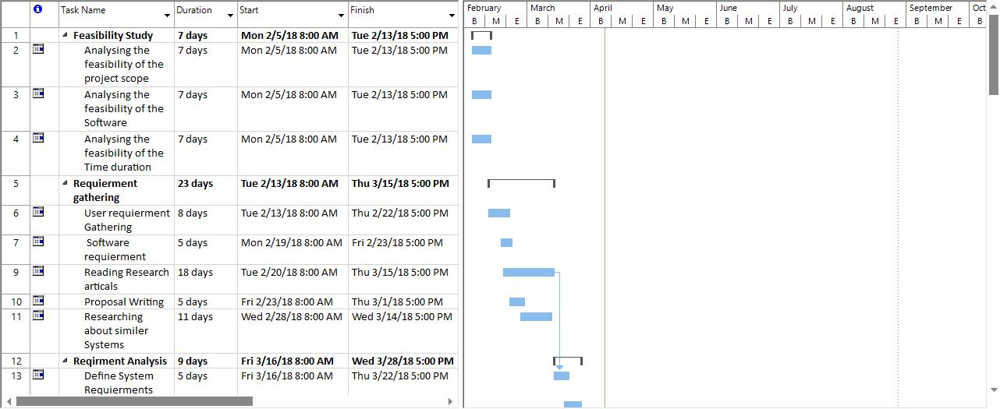 Task Name Duration Start Finish February March April May June July August September Oct
B M E B M E B M E B M E B M E B M E B M E B M E B
1 Feasibility Study 7 days Mon 2/5/18 8:00 AM Tue 2/13/18 5:00 PM
2 Analysing the 7 days Mon 2/5/18 8:00 AM Tue 2/13/18 5:00 PM
feasibility of the
project scope
3 Analysing the 7 days Mon 2/5/18 8:00 AM Tue 2/13/18 5:00 PM
feasibility of the
Software
4 Analysing the 7 days Mon 2/5/18 8:00 AM Tue 2/13/18 5:00 PM
feasibility of the
Time duration
5 Requierment 23 days Tue 2/13/18 8:00 AM Thu 3/15/18 5:00 PM
gathering
6 User requierment 8 days Tue 2/13/18 8:00 AM Thu 2/22/18 5:00 PM
Gathering
7 Software 5 days Mon 2/19/18 8:00 AM Fri 2/23/18 5:00 PM
requierment
9 Reading Research 18 days Tue 2/20/18 8:00 AM Thu 3/15/18 5:00 PM
articals
10 Proposal Writing 5 days Fri 2/23/18 8:00 AM Thu 3/1/18 5:00 PM
11 Researching 11 days Wed 2/28/18 8:00 AM Wed 3/14/18 5:00 PM
about similer
Systems
12 Reqirment Analysis 9 days Fri 3/16/18 8:00 AM Wed 3/28/18 5:00 PM
13 Define System 5 days Fri 3/16/18 8:00 AM Thu 3/22/18 5:00 PM
Requierments